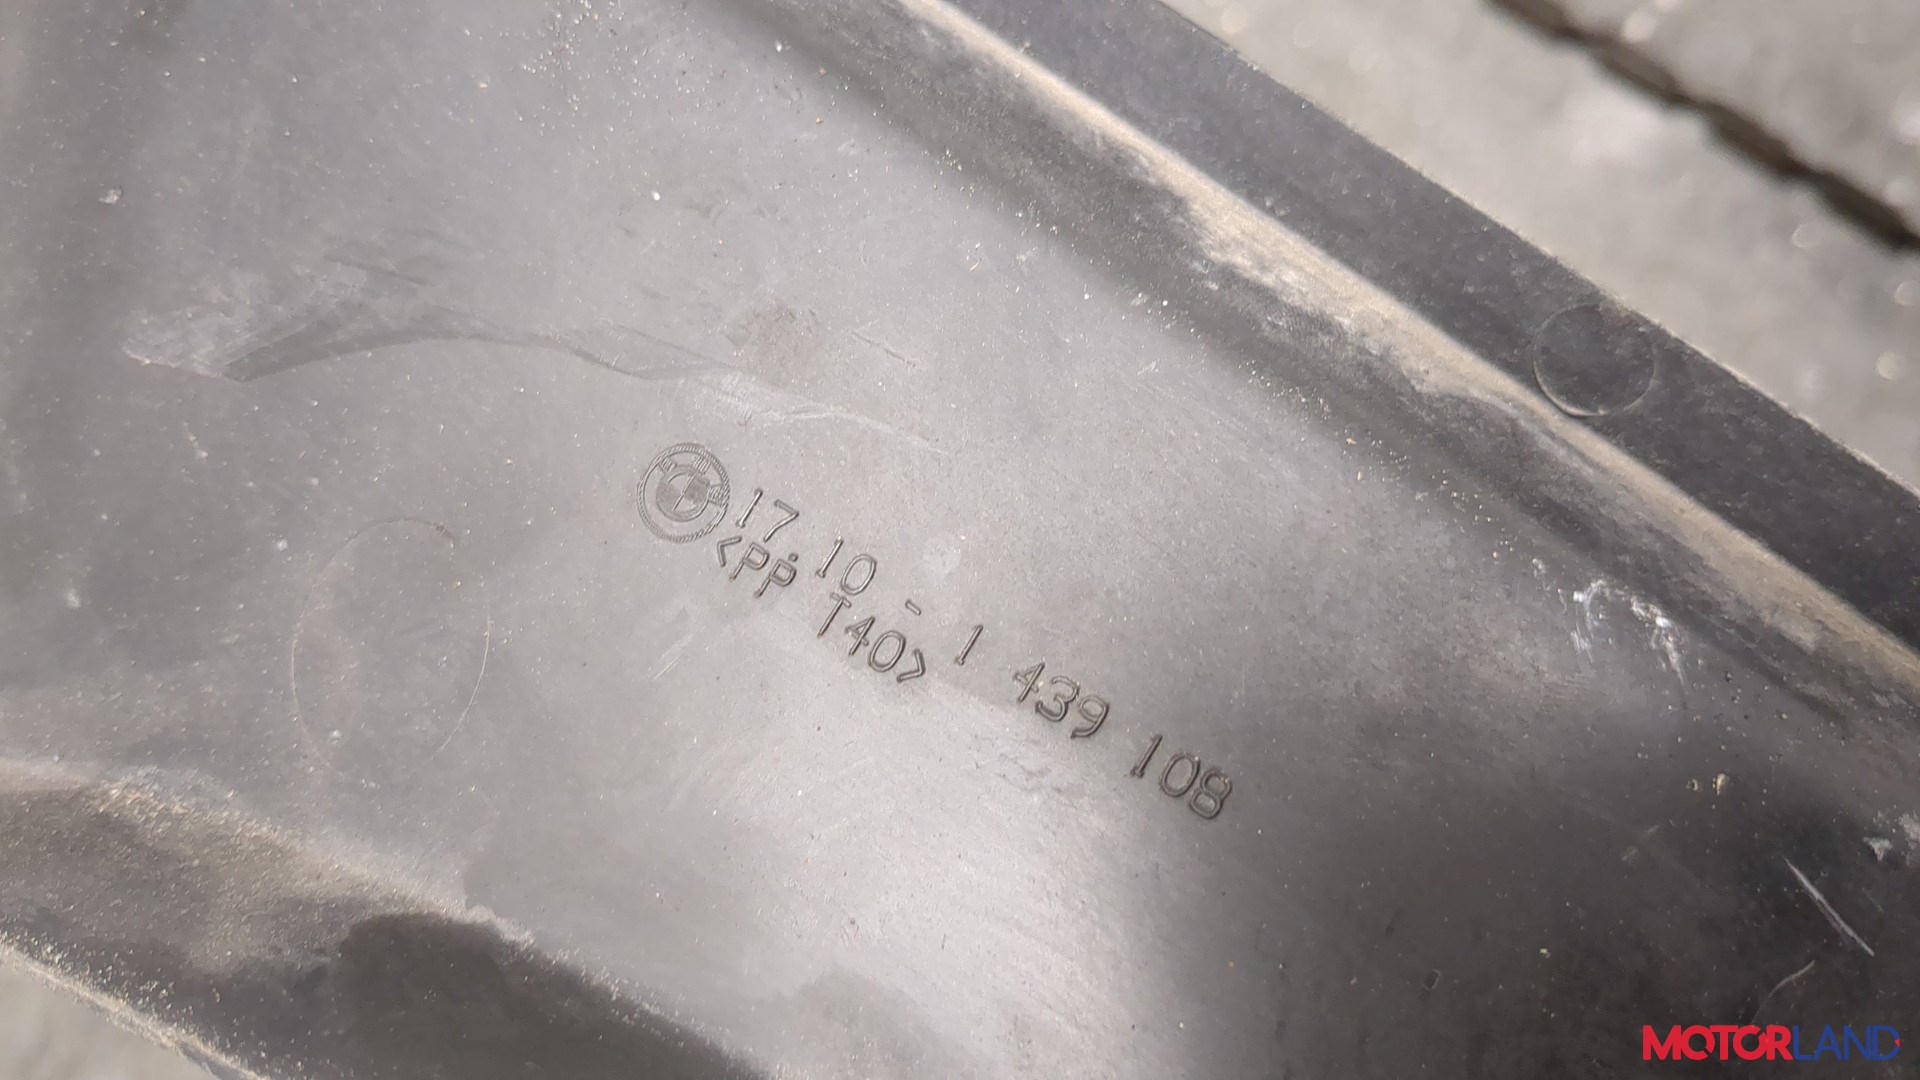 17.10 - 1 439 108
<PP T40>
MOTORLAND